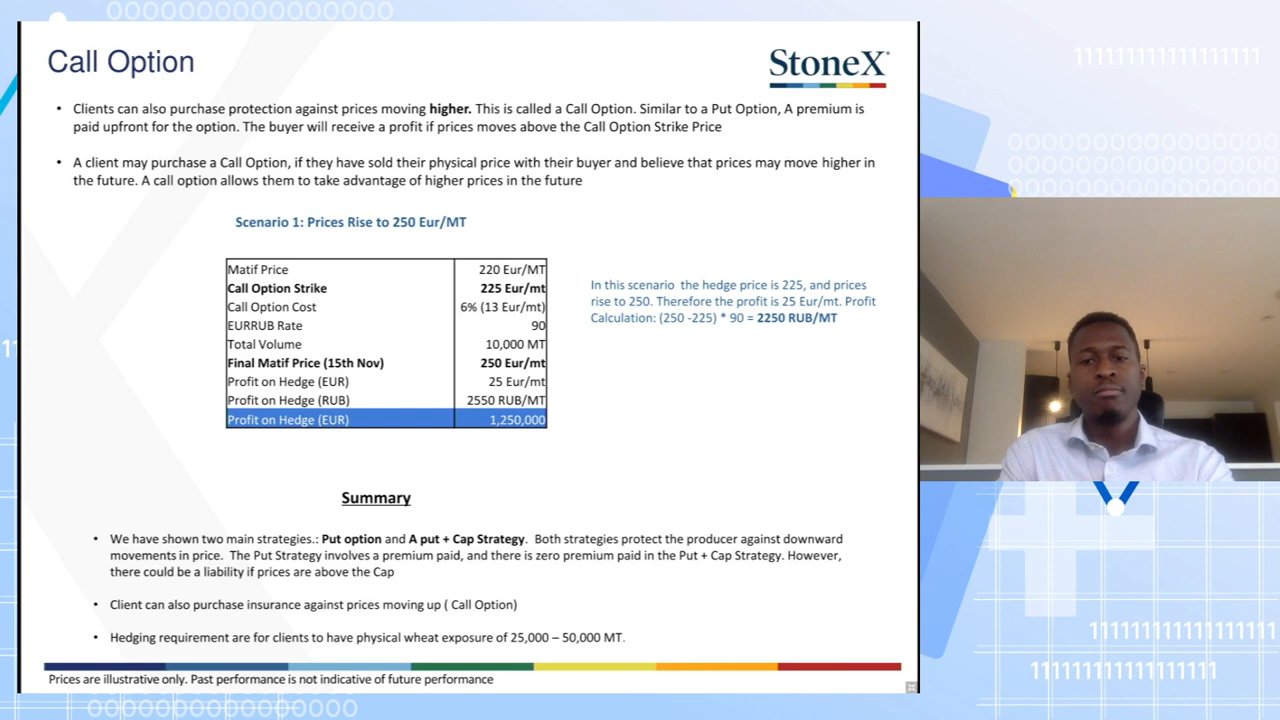 OOOOOOOOOOOOOOOOO
11111111111111111
Call Option
StoneX®
• Clients can also purchase protection against prices moving higher. This is called a Call Option. Similar to a Put Option, A premium is
paid upfront for the option. The buyer will receive a profit if prices moves above the Call Option Strike Price
• A client may purchase a Call Option, if they have sold their physical price with their buyer and believe that prices may move higher in
the future. A call option allows them to take advantage of higher prices in the future
Scenario 1: Prices Rise to 250 Eur/MT
Matif Price 220 Eur/MT
Call Option Strike 225 Eur/mt
Call Option Cost 6% (13 Eur/mt)
EURRUB Rate 90
Total Volume 10,000 MT
Final Matif Price (15th Nov) 250 Eur/mt
Profit on Hedge (EUR) 25 Eur/mt
Profit on Hedge (RUB) 2550 RUB/MT
Profit on Hedge (EUR) 1,250,000
In this scenario the hedge price is 225, and prices
rise to 250. Therefore the profit is 25 Eur/mt. Profit
Calculation: (250 -225) * 90 = 2250 RUB/MT
Summary
• We have shown two main strategies.: Put option and A put + Cap Strategy. Both strategies protect the producer against downward
movements in price. The Put Strategy involves a premium paid, and there is zero premium paid in the Put + Cap Strategy. However,
there could be a liability if prices are above the Cap
• Client can also purchase insurance against prices moving up ( Call Option)
• Hedging requirement are for clients to have physical wheat exposure of 25,000 – 50,000 MT.
Prices are illustrative only. Past performance is not indicative of future performance